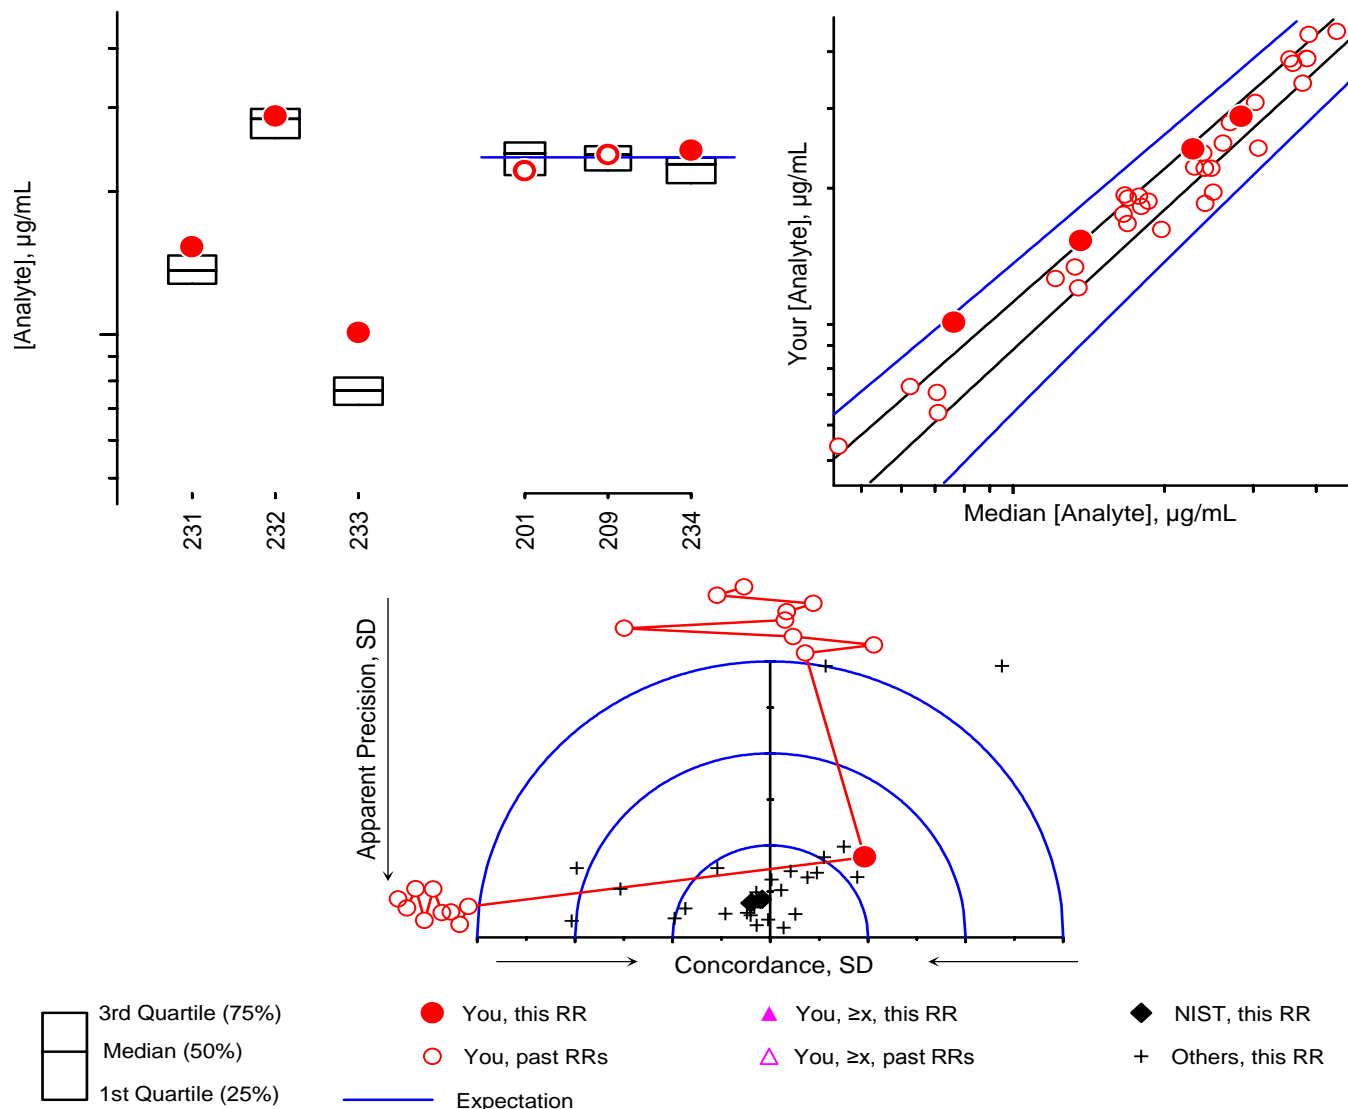 [Analyte], µg/mL
231
232
233
201
209
234
Your [Analyte], µg/mL
Median [Analyte], µg/mL
Apparent Precision, SD
Concordance, SD
3rd Quartile (75%)
Median (50%)
1st Quartile (25%)
You, this RR
You, past RRs
Expectation
You, ≥x, this RR
You, ≥x, past RRs
NIST, this RR
Others, this RR